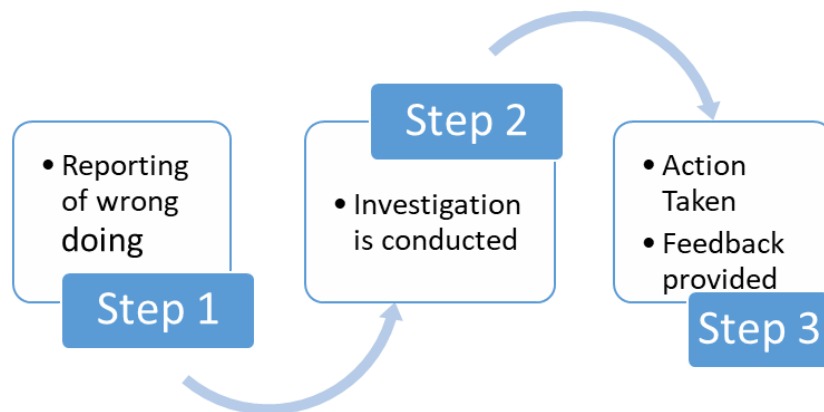 • Reporting
of wrong
doing
Step 1
Step 2
• Investigation
is conducted
• Action
Taken
• Feedback
provided
Step 3